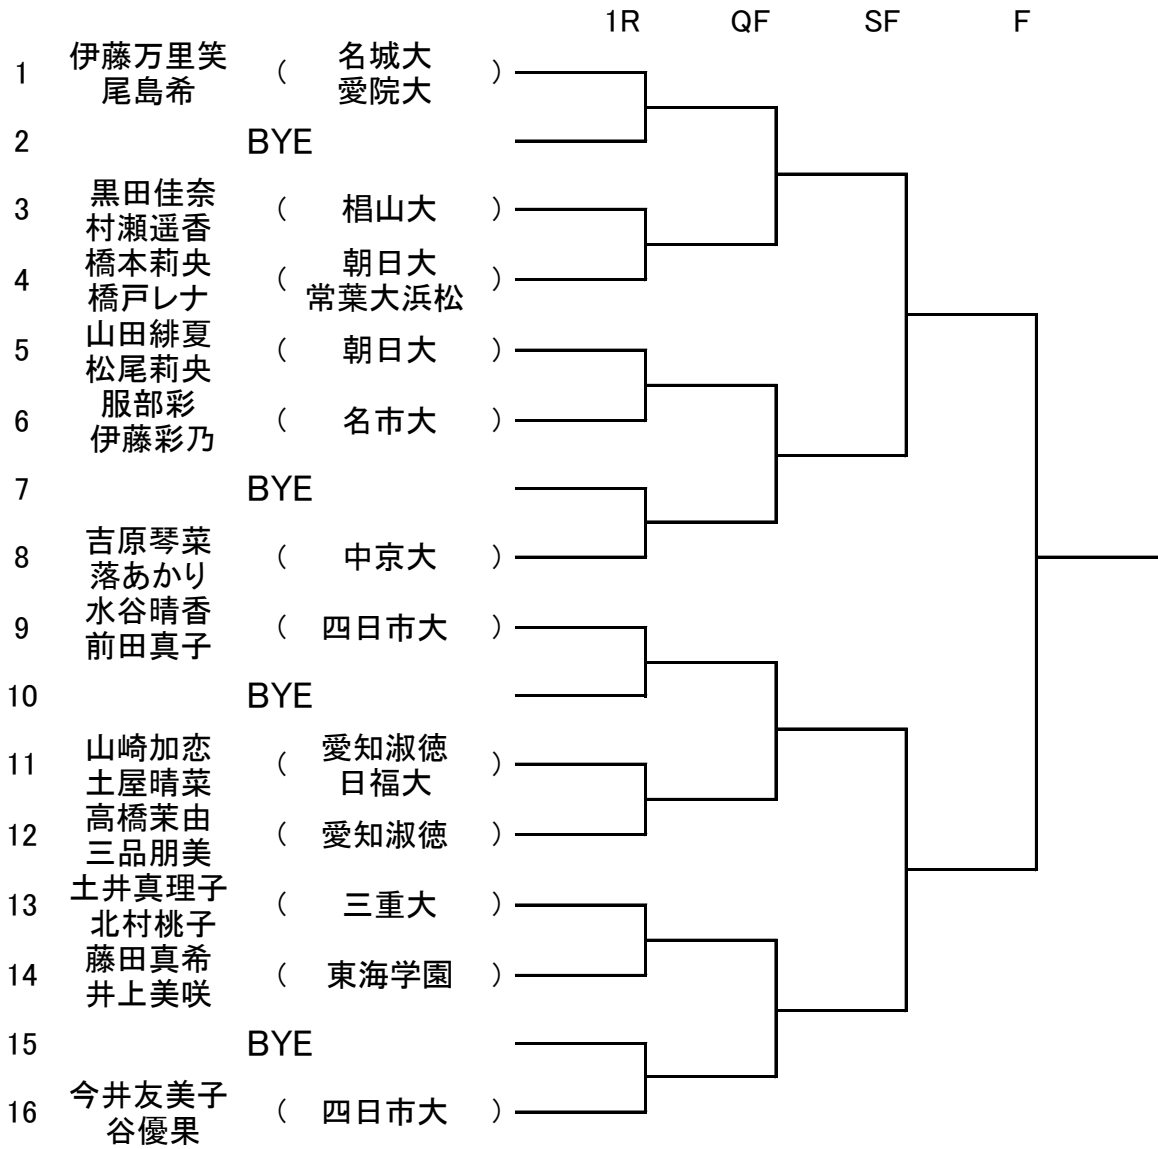 1R QF SF F
1 伊藤万里笑 ( 名城大 )
尾島希 愛院大
2 BYE
3 黒田佳奈 ( 椙山大 )
村瀬遥香
4 橋本莉央 ( 朝日大 )
橋戸レナ 常葉大浜松
5 山田緋夏 ( 朝日大 )
松尾莉央
6 服部彩 ( 名市大 )
伊藤彩乃
7 BYE
8 吉原琴菜 ( 中京大 )
落あかり
9 水谷晴香 ( 四日市大 )
前田真子
10 BYE
11 山崎加恋 ( 愛知淑徳 )
土屋晴菜 日福大
12 高橋茉由 ( 愛知淑徳 )
三品朋美
13 土井真理子 ( 三重大 )
北村桃子
14 藤田真希 ( 東海学園 )
井上美咲
15 BYE
16 今井友美子 ( 四日市大 )
谷優果